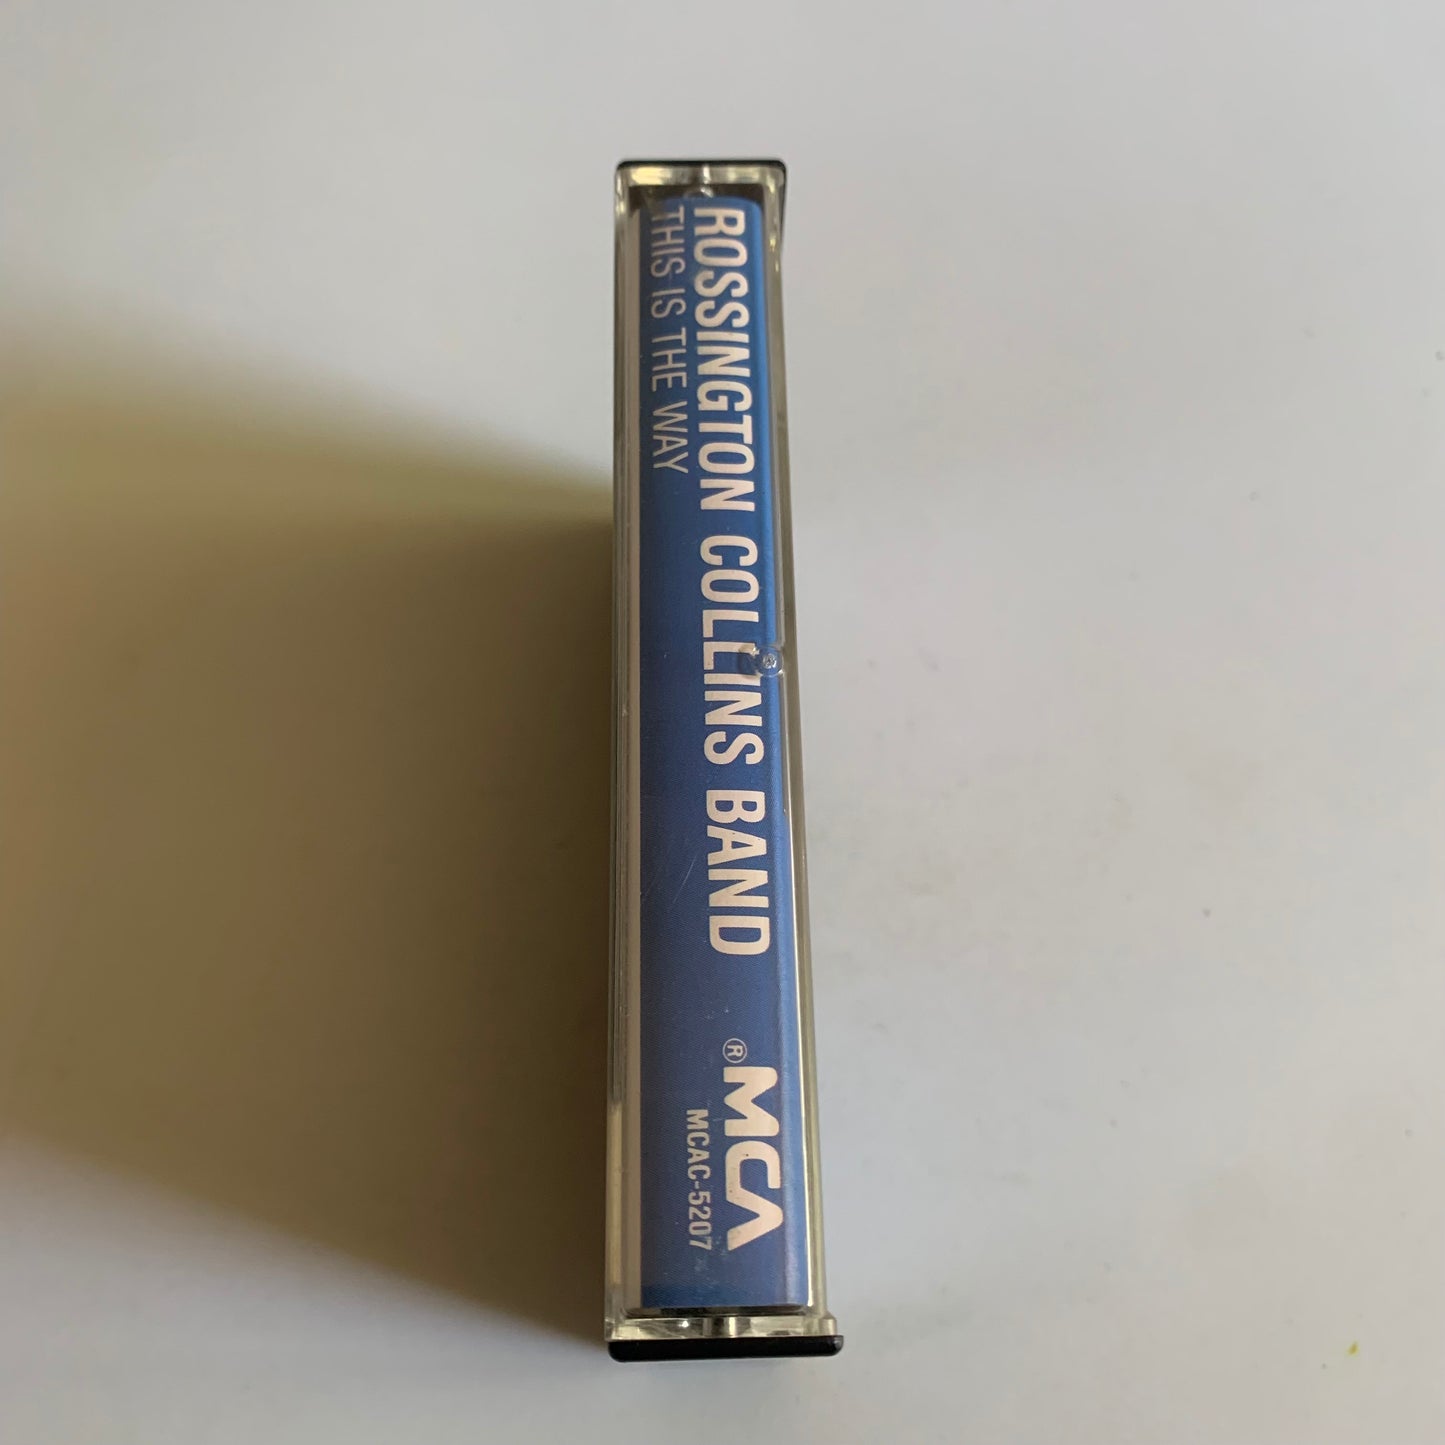 ROSSINGTON COLLINS BAND
THIS IS THE WAY
® MCA
MCAC-5207